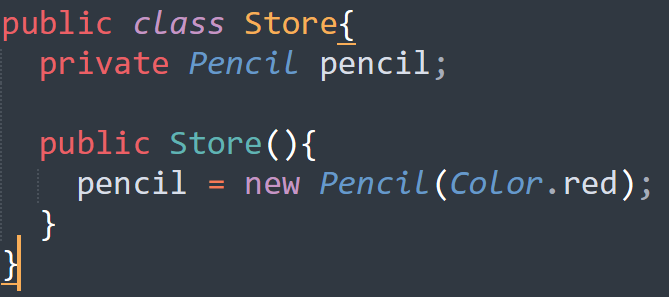 public class Store{
private Pencil pencil;
public Store(){
pencil = new Pencil(Color.red);
}
}